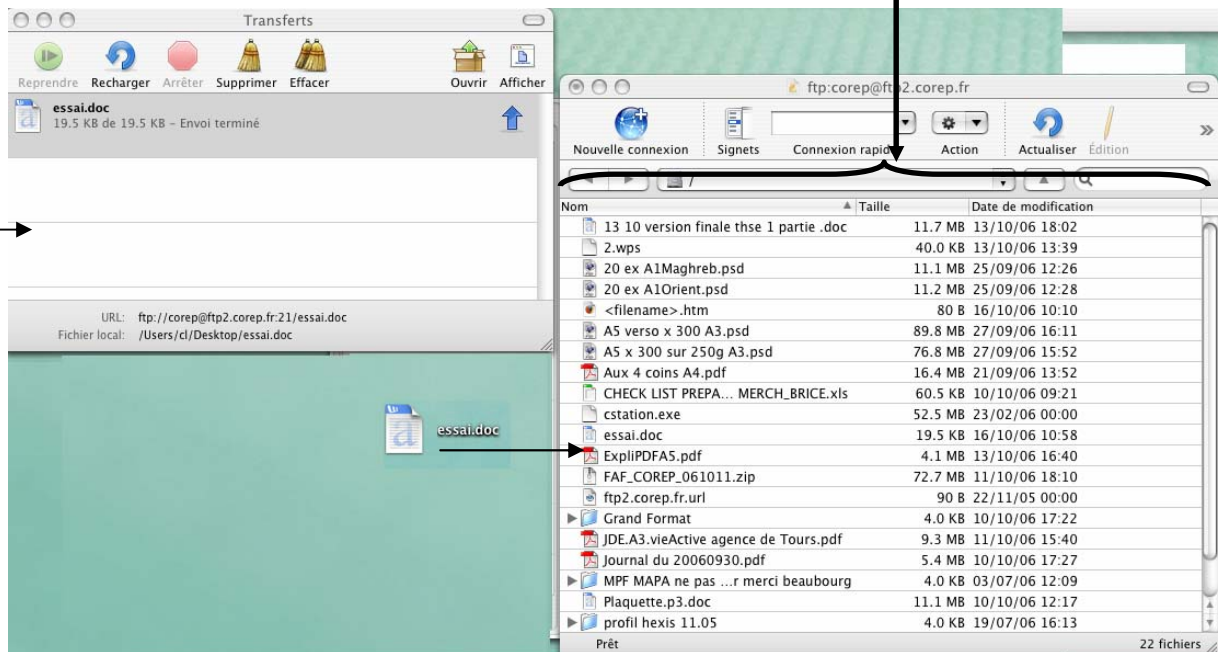 Transferts
Reprendre Recharger Arrêter Supprimer Effacer Ouvrir Afficher
essai.doc
19.5 KB de 19.5 KB – Envoi terminé
URL: ftp://corep@ftp2.corep.fr:21/essai.doc
Fichier local: /Users/cl/Desktop/essai.doc
essai.doc
ftp:corep@ftp2.corep.fr
Nouvelle connexion Signets Connexion rapide Action Actualiser Édition
/
Nom Taille Date de modification
13 10 version finale thse 1 partie .doc 11.7 MB 13/10/06 18:02
2.wps 40.0 KB 13/10/06 13:39
20 ex A1Maghreb.psd 11.1 MB 25/09/06 12:26
20 ex A1Orient.psd 11.2 MB 25/09/06 12:28
<filename>.htm 80 B 16/10/06 10:10
A5 verso x 300 A3.psd 89.8 MB 27/09/06 16:11
A5 x 300 sur 250g A3.psd 76.8 MB 27/09/06 15:52
Aux 4 coins A4.pdf 16.4 MB 21/09/06 13:52
CHECK LIST PREPA... MERCH_BRICE.xls 60.5 KB 10/10/06 09:21
cstation.exe 52.5 MB 23/02/06 00:00
essai.doc 19.5 KB 16/10/06 10:58
ExpliPDFA5.pdf 4.1 MB 13/10/06 16:40
FAF_COREP_061011.zip 72.7 MB 11/10/06 18:10
ftp2.corep.fr.url 90 B 22/11/05 00:00
Grand Format 4.0 KB 10/10/06 17:22
JDE.A3.vieActive agence de Tours.pdf 9.3 MB 11/10/06 15:40
Journal du 20060930.pdf 5.4 MB 10/10/06 17:27
MPF MAPA ne pas ...r merci beaubourg 4.0 KB 03/07/06 12:09
Plaquette.p3.doc 11.1 MB 10/10/06 12:17
profil hexis 11.05 4.0 KB 19/07/06 16:13
Prêt 22 fichiers